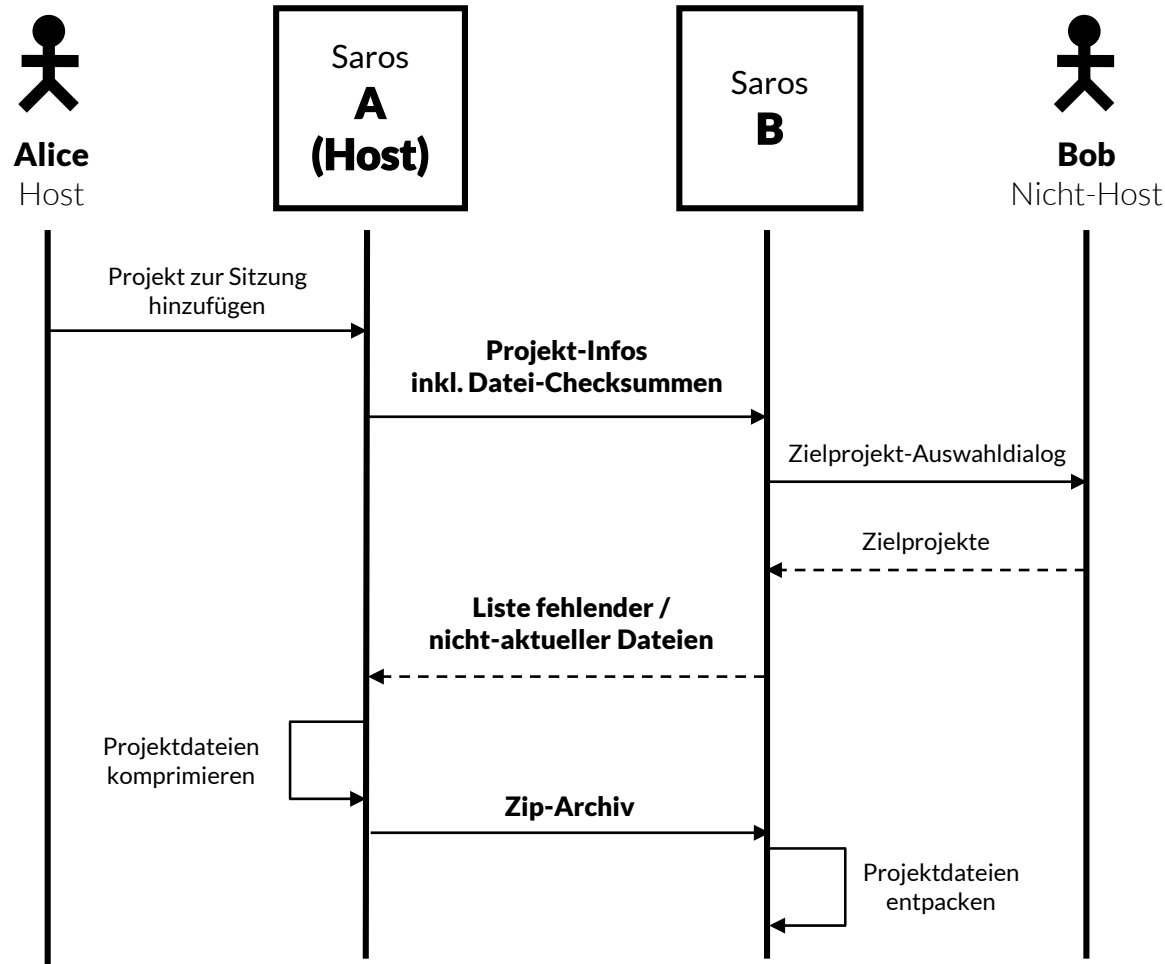 Alice
Host
Saros
A
(Host)
Saros
B
Bob
Nicht-Host
Projekt zur Sitzung
hinzufügen
Projekt-Infos
inkl. Datei-Checksummen
Zielprojekt-Auswahldialog
Zielprojekte
Liste fehlender /
nicht-aktueller Dateien
Projektdateien
komprimieren
Zip-Archiv
Projektdateien
entpacken